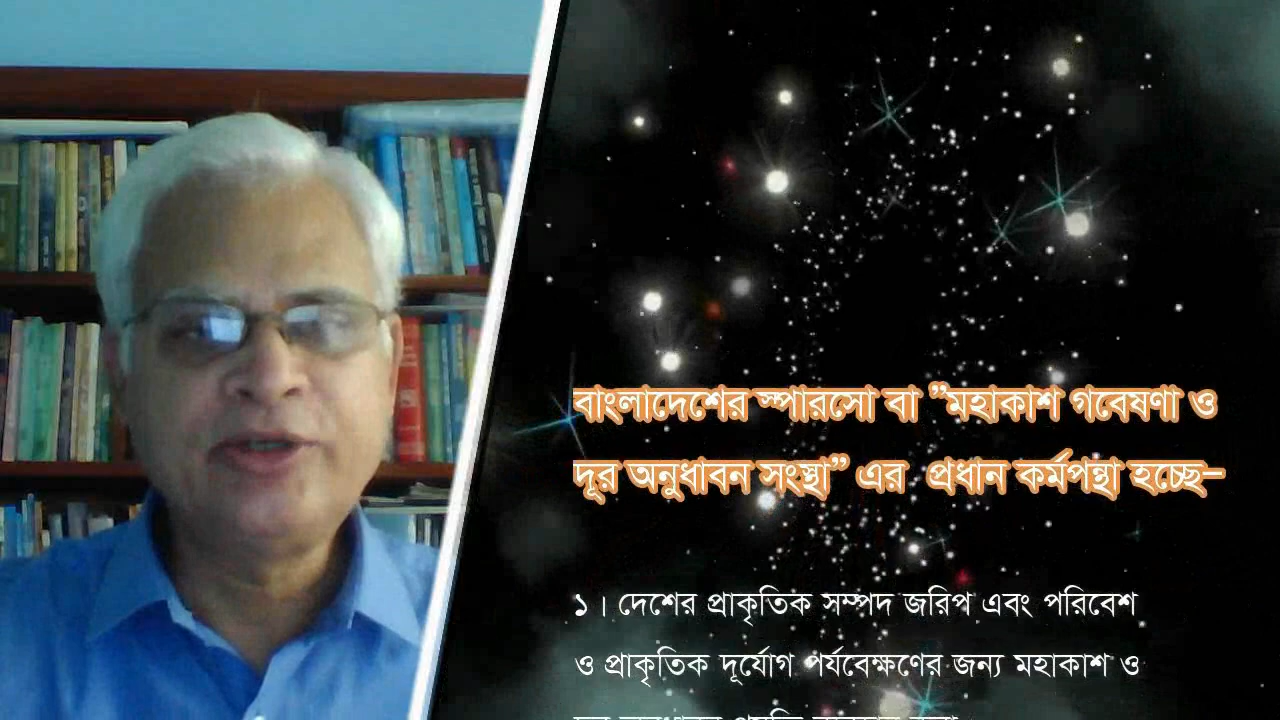 বাংলাদেশের স্পারসো বা ”মহাকাশ গবেষণা ও
দূর অনুধাবন সংস্থা” এর প্রধান কর্মপন্থা হচ্ছে–
১। দেশের প্রাকৃতিক সম্পদ জরিপ এবং পরিবেশ
ও প্রাকৃতিক দূর্যোগ পর্যবেক্ষণের জন্য মহাকাশ ও